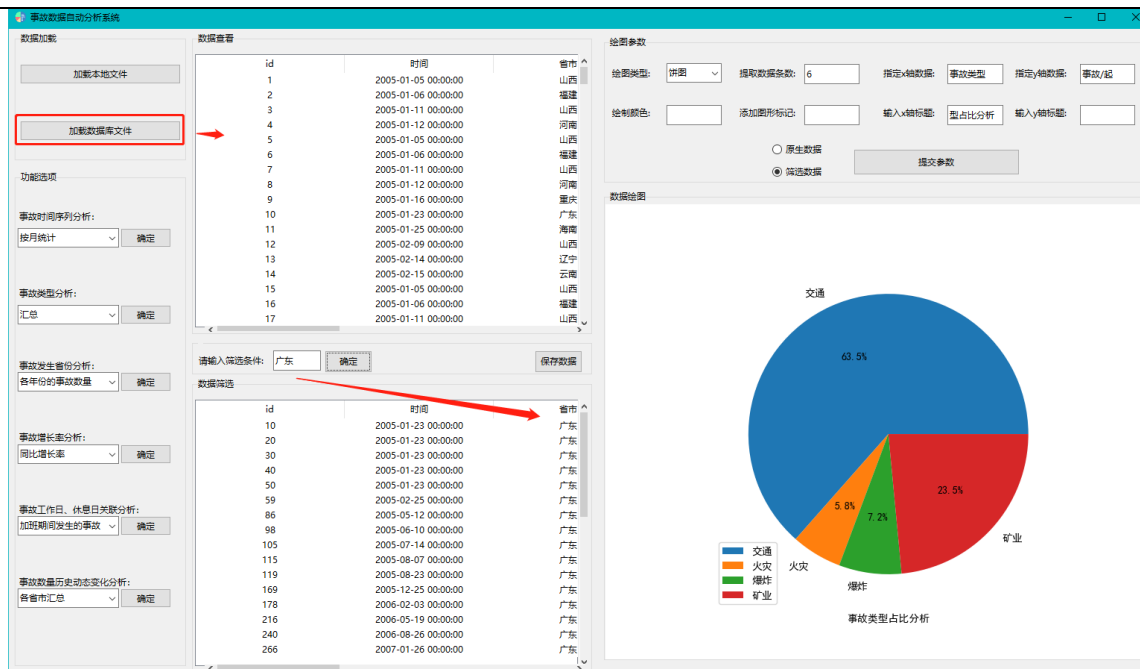 事故数据自动分析系统
数据加载
加载本地文件
加载数据库文件
功能选项
事故时间序列分析:
按月统计 确定
事故类型分析:
汇总 确定
事故发生省份分析:
各年份的事故数量 确定
事故增长率分析:
同比增长率 确定
事故工作日、休息日关联分析:
加班期间发生的事故 确定
事故数量历史动态变化分析:
各省市汇总 确定
数据查看
id 时间 省市
1 2005-01-05 00:00:00 山西
2 2005-01-06 00:00:00 福建
3 2005-01-11 00:00:00 山西
4 2005-01-12 00:00:00 河南
5 2005-01-05 00:00:00 山西
6 2005-01-06 00:00:00 福建
7 2005-01-11 00:00:00 山西
8 2005-01-12 00:00:00 河南
9 2005-01-16 00:00:00 重庆
10 2005-01-23 00:00:00 广东
11 2005-01-25 00:00:00 海南
12 2005-02-09 00:00:00 山西
13 2005-02-14 00:00:00 辽宁
14 2005-02-15 00:00:00 云南
15 2005-01-05 00:00:00 山西
16 2005-01-06 00:00:00 福建
17 2005-01-11 00:00:00 山西
请输入筛选条件: 广东 确定 保存数据
数据筛选
id 时间 省市
10 2005-01-23 00:00:00 广东
20 2005-01-23 00:00:00 广东
30 2005-01-23 00:00:00 广东
40 2005-01-23 00:00:00 广东
50 2005-01-23 00:00:00 广东
59 2005-02-25 00:00:00 广东
86 2005-05-12 00:00:00 广东
98 2005-06-10 00:00:00 广东
105 2005-07-14 00:00:00 广东
115 2005-08-07 00:00:00 广东
119 2005-08-23 00:00:00 广东
169 2005-12-25 00:00:00 广东
178 2006-02-03 00:00:00 广东
216 2006-05-19 00:00:00 广东
240 2006-08-26 00:00:00 广东
266 2007-01-26 00:00:00 广东
绘图参数
绘图类型: 饼图 提取数据条数: 6 指定x轴数据: 事故类型 指定y轴数据: 事故/起
绘制颜色: 添加图形标记: 输入x轴标题: 型占比分析 输入y轴标题:
原生数据
筛选数据
提交参数
数据绘图
交通
63.5%
5.8%
7.2%
23.5%
矿业
火灾
爆炸
交通
火灾
爆炸
矿业
事故类型占比分析